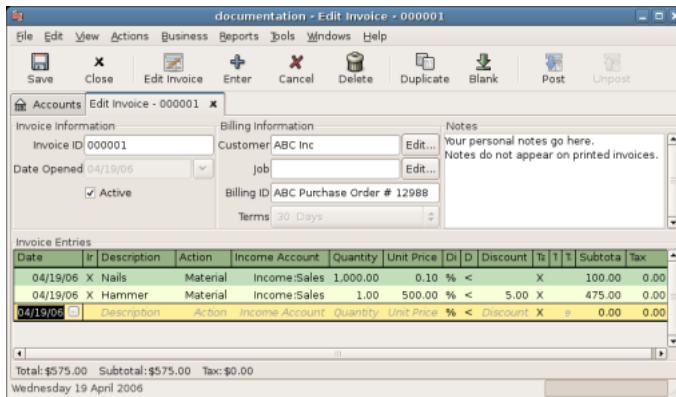 documentation - Edit Invoice - 000001
File Edit View Actions Business Reports Tools Windows Help
Save Close Edit Invoice Enter Cancel Delete Duplicate Blank Post Unpost
Accounts Edit Invoice - 000001
Invoice Information Billing Information Notes
Invoice ID 000001 Customer ABC Inc Edit... Your personal notes go here.
Notes do not appear on printed invoices.
Date Opened 04/19/06 Job Edit...
Active Billing ID ABC Purchase Order # 12988
Terms 30 Days
Invoice Entries
Date Ir Description Action Income Account Quantity Unit Price Di D Discount Ta T T Subtota Tax
04/19/06 X Nails Material Income:Sales 1,000.00 0.10 % < X 100.00 0.00
04/19/06 X Hammer Material Income:Sales 1.00 500.00 % < 5.00 X 475.00 0.00
04/19/06 Description Action Income Account Quantity Unit Price % < Discount X 0.00 0.00
Total: $575.00 Subtotal: $575.00 Tax: $0.00
Wednesday 19 April 2006